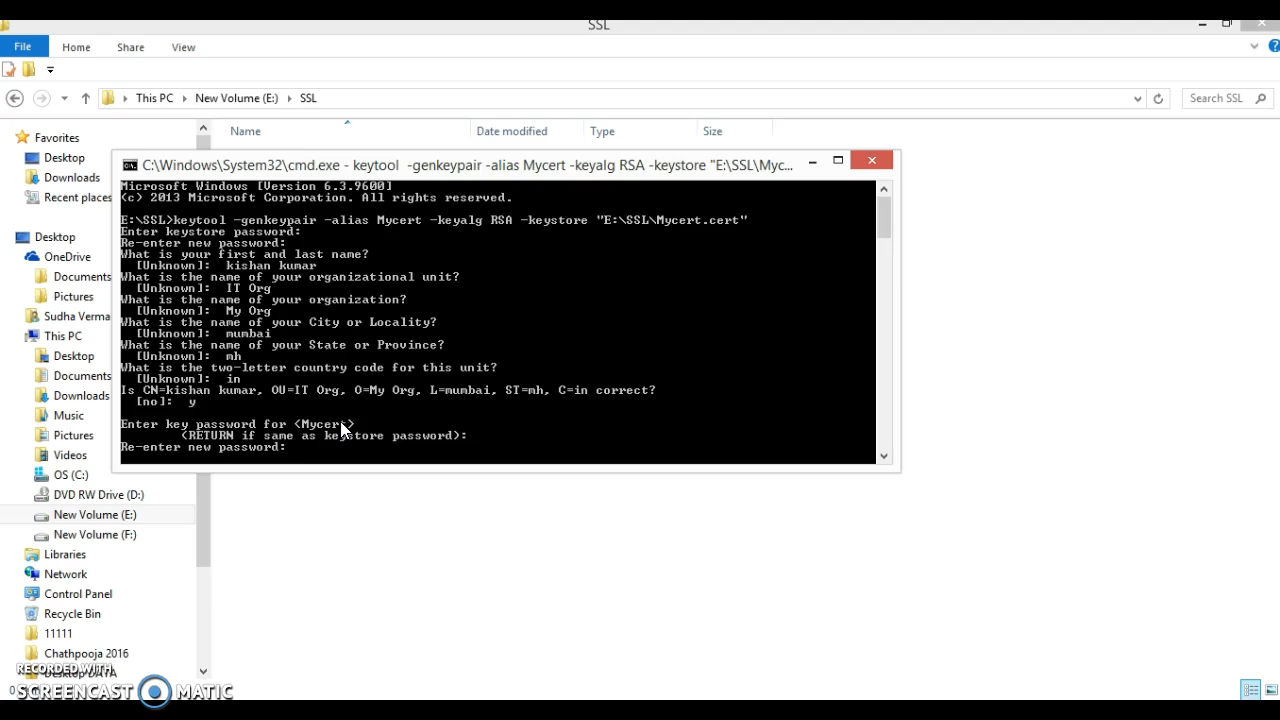 SSL
File Home Share View
This PC New Volume (E:) SSL Search SSL
Name Date modified Type Size
Favorites
Desktop
Downloads
Recent places
Desktop
OneDrive
Documents
Pictures
Sudha Verma
This PC
Desktop
Documents
Downloads
Music
Pictures
Videos
OS (C:)
DVD RW Drive (D:)
New Volume (E:)
New Volume (F:)
Libraries
Network
Control Panel
Recycle Bin
11111
Chathpooja 2016
Desktop DATA
C:\Windows\System32\cmd.exe - keytool -genkeypair -alias Mycert -keyalg RSA -keystore "E:\SSL\Myc...
Microsoft Windows [Version 6.3.9600]
(c) 2013 Microsoft Corporation. All rights reserved.
E:\SSL>keytool -genkeypair -alias Mycert -keyalg RSA -keystore "E:\SSL\Mycert.cert"
Enter keystore password:
Re-enter new password:
What is your first and last name?
[Unknown]: kishan kumar
What is the name of your organizational unit?
[Unknown]: IT Org
What is the name of your organization?
[Unknown]: My Org
What is the name of your City or Locality?
[Unknown]: mumbai
What is the name of your State or Province?
[Unknown]: mh
What is the two-letter country code for this unit?
[Unknown]: in
Is CN=kishan kumar, OU=IT Org, O=My Org, L=mumbai, ST=mh, C=in correct?
[no]: y
Enter key password for <Mycert>
(RETURN if same as keystore password):
Re-enter new password:
RECORDED WITH
SCREENCAST MATIC